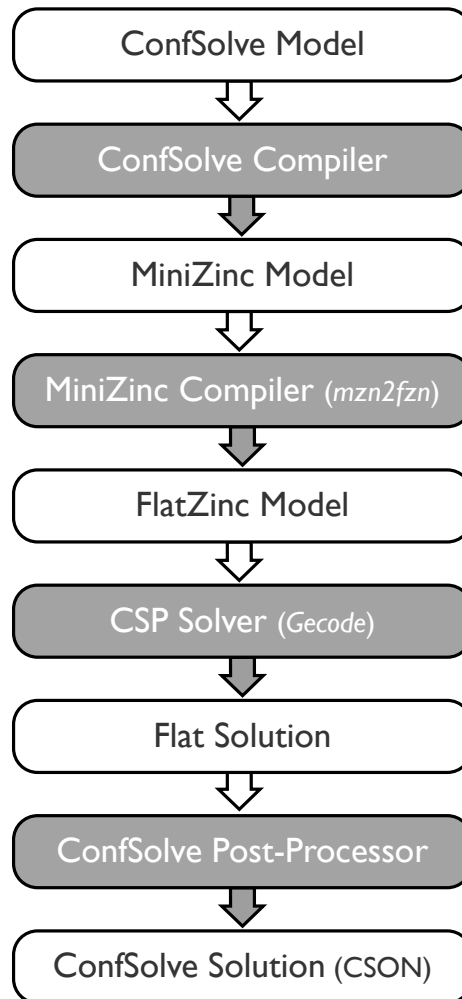 ConfSolve Model
ConfSolve Compiler
MiniZinc Model
MiniZinc Compiler (mzn2fzn)
FlatZinc Model
CSP Solver (Gecode)
Flat Solution
ConfSolve Post-Processor
ConfSolve Solution (CSON)